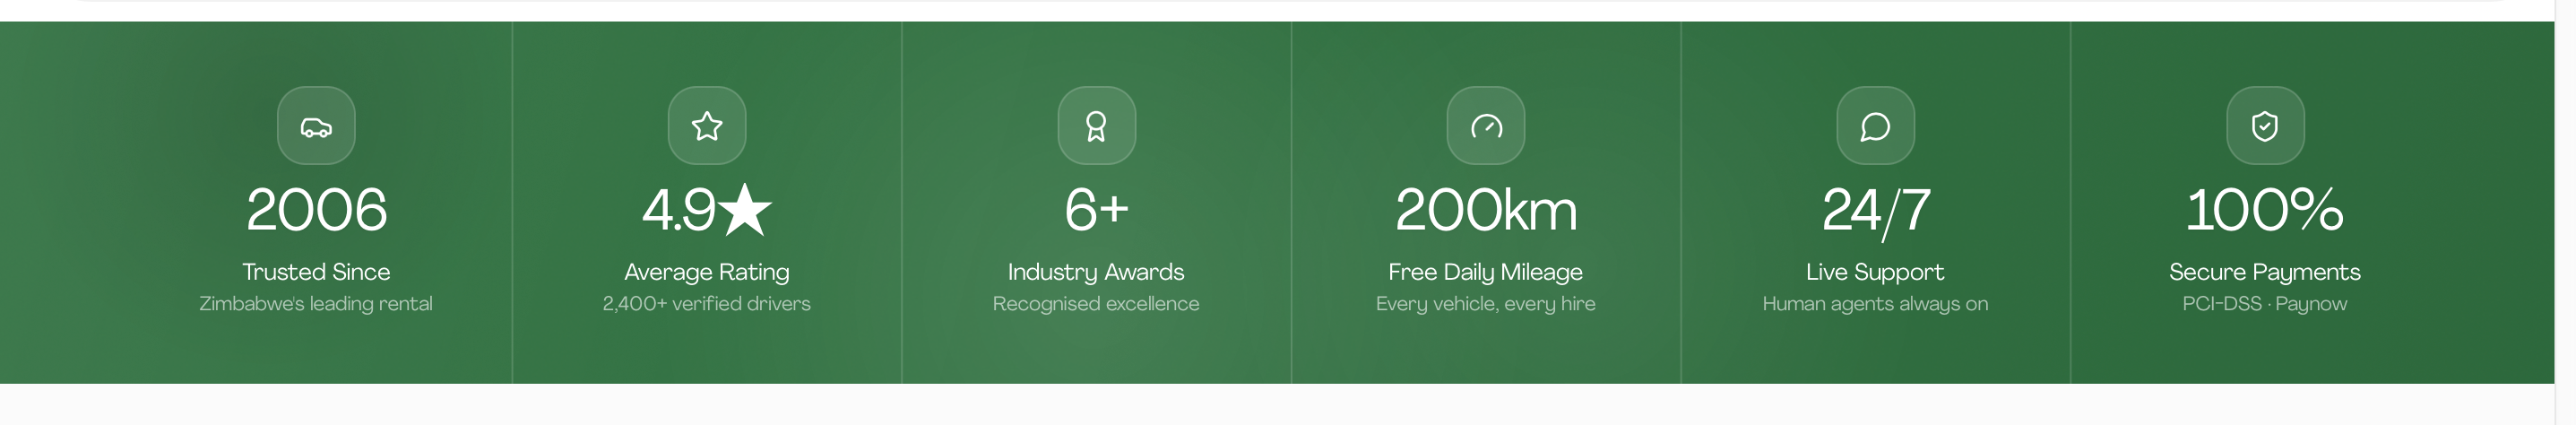 2006
Trusted Since
Zimbabwe's leading rental
4.9★
Average Rating
2,400+ verified drivers
6+
Industry Awards
Recognised excellence
200km
Free Daily Mileage
Every vehicle, every hire
24/7
Live Support
Human agents always on
100%
Secure Payments
PCI-DSS · Paynow